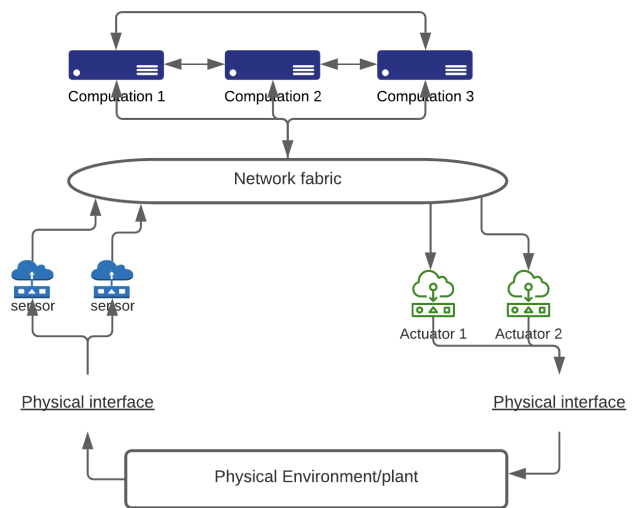 Computation 1
Computation 2
Computation 3
Network fabric
sensor
sensor
Actuator 1
Actuator 2
Physical interface
Physical interface
Physical Environment/plant